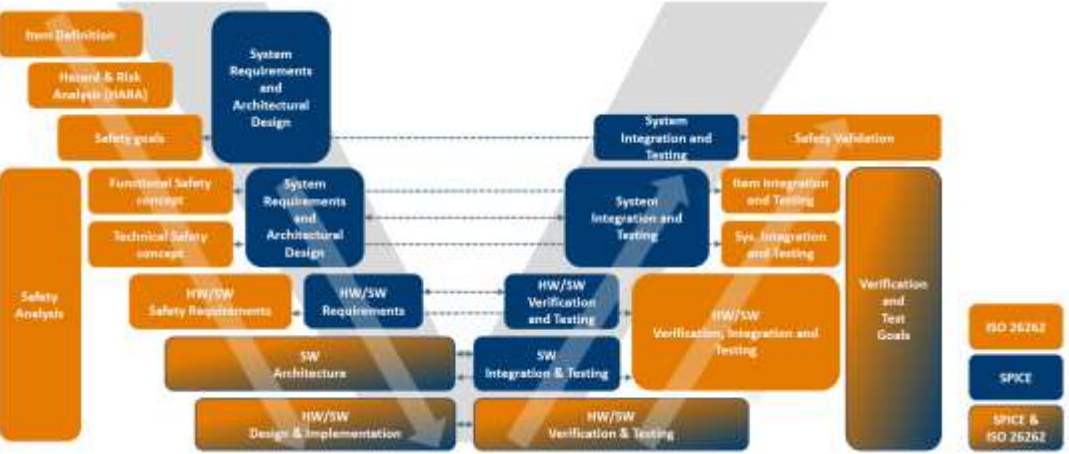 Item Definition
Hazard & Risk
Analysis (HARA)
Safety goals
System
Requirements
and
Architectural
Design
System
Integration and
Testing
Safety Validation
Safety
Analysis
Functional Safety
concept
Technical Safety
concept
System
Requirements
and
Architectural
Design
System
Integration and
Testing
Item Integration
and Testing
Sys. Integration
and Testing
Verification
and
Test
Goals
HW/SW
Safety Requirements
HW/SW
Requirements
HW/SW
Verification
and Testing
HW/SW
Verification, Integration and
Testing
SW
Architecture
SW
Integration & Testing
HW/SW
Design & Implementation
HW/SW
Verification & Testing
ISO 26262
SPICE
SPICE &
ISO 26262